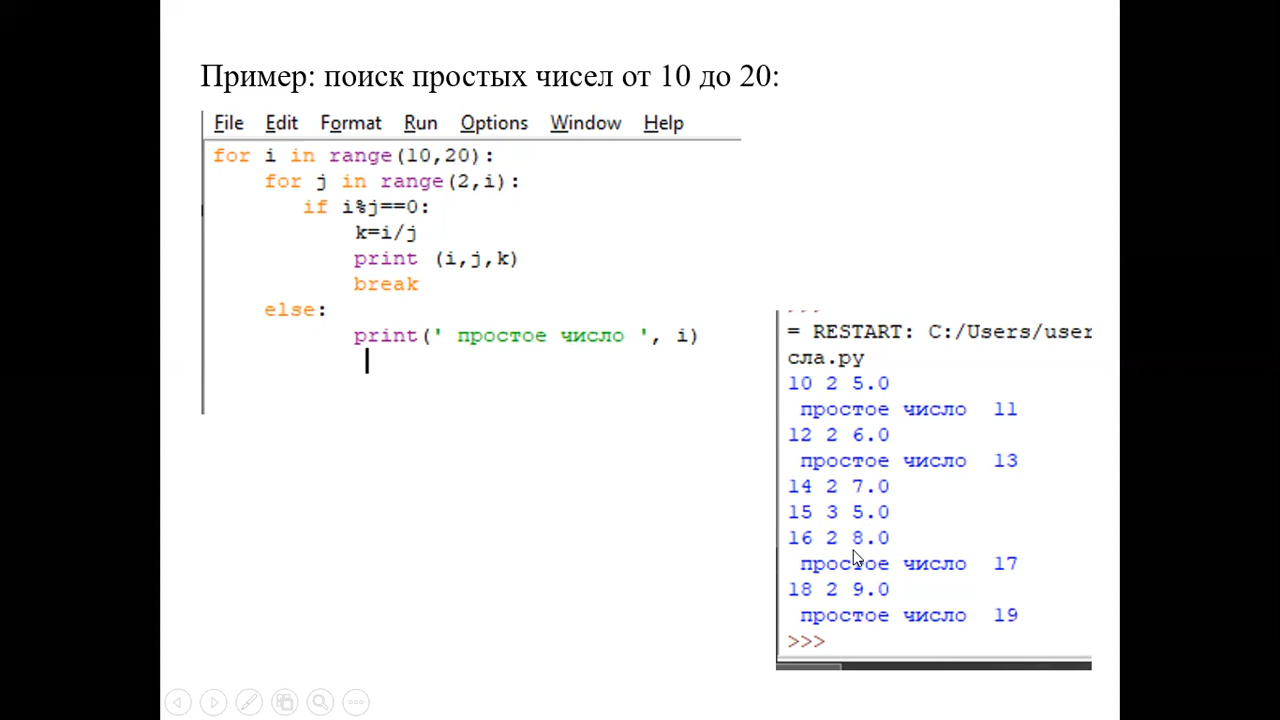 Пример: поиск простых чисел от 10 до 20:
File Edit Format Run Options Window Help
for i in range(10,20):
    for j in range(2,i):
       if i%j==0:
           k=i/j
           print (i,j,k)
           break
    else:
           print(' простое число ', i)
>>>
= RESTART: C:/Users/user
сла.py
10 2 5.0
 простое число  11
12 2 6.0
 простое число  13
14 2 7.0
15 3 5.0
16 2 8.0
 простое число  17
18 2 9.0
 простое число  19
>>>